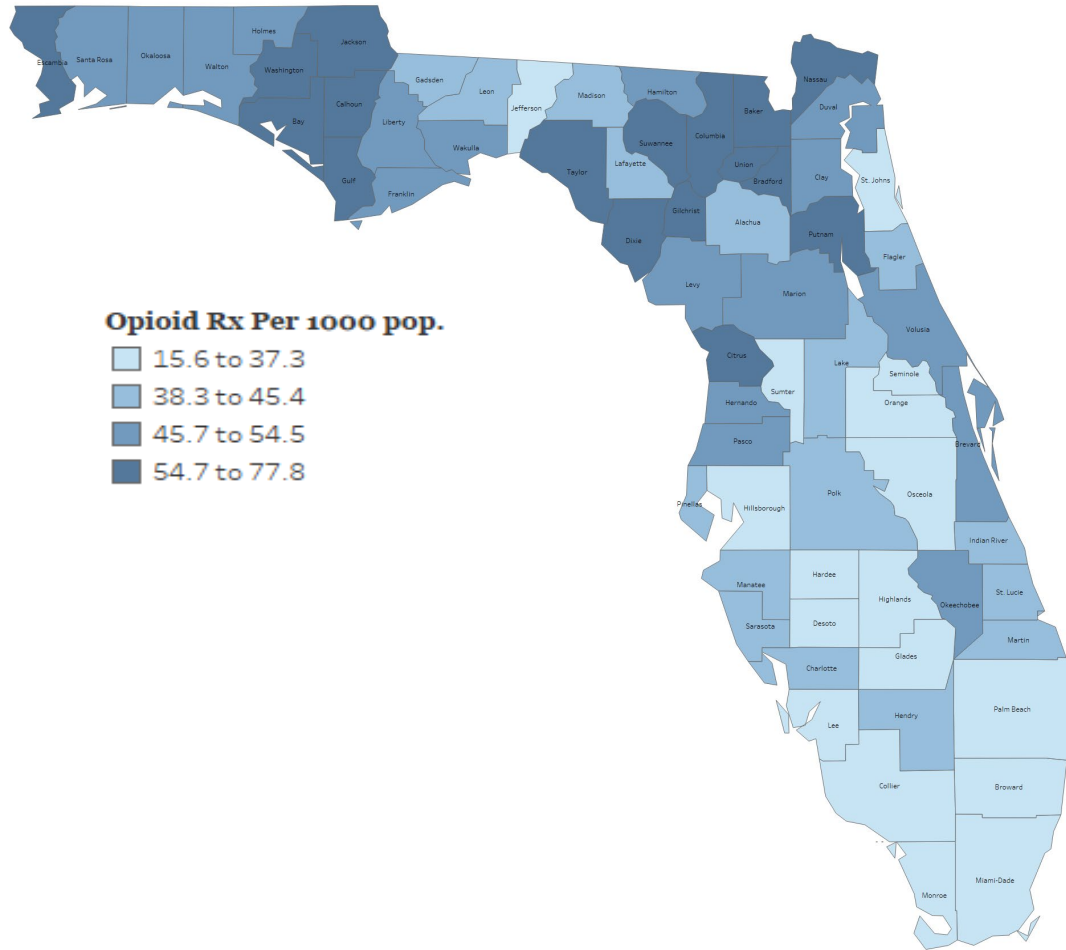 Holmes
Jackson
Escambia
Santa Rosa
Okaloosa
Walton
Washington
Gadsden
Leon
Jefferson
Madison
Hamilton
Nassau
Duval
Baker
Calhoun
Bay
Liberty
Wakulla
Columbia
Suwannee
Lafayette
Taylor
Union
Bradford
Clay
St. Johns
Gulf
Franklin
Gilchrist
Alachua
Putnam
Dixie
Flagler
Levy
Marion
Volusia
Opioid Rx Per 1000 pop.
15.6 to 37.3
38.3 to 45.4
45.7 to 54.5
54.7 to 77.8
Citrus
Lake
Seminole
Sumter
Hernando
Orange
Pasco
Brevard
Polk
Osceola
Pinellas
Hillsborough
Indian River
Hardee
Manatee
Highlands
St. Lucie
Okeechobee
Desoto
Sarasota
Martin
Glades
Charlotte
Palm Beach
Hendry
Lee
Collier
Broward
Miami-Dade
Monroe